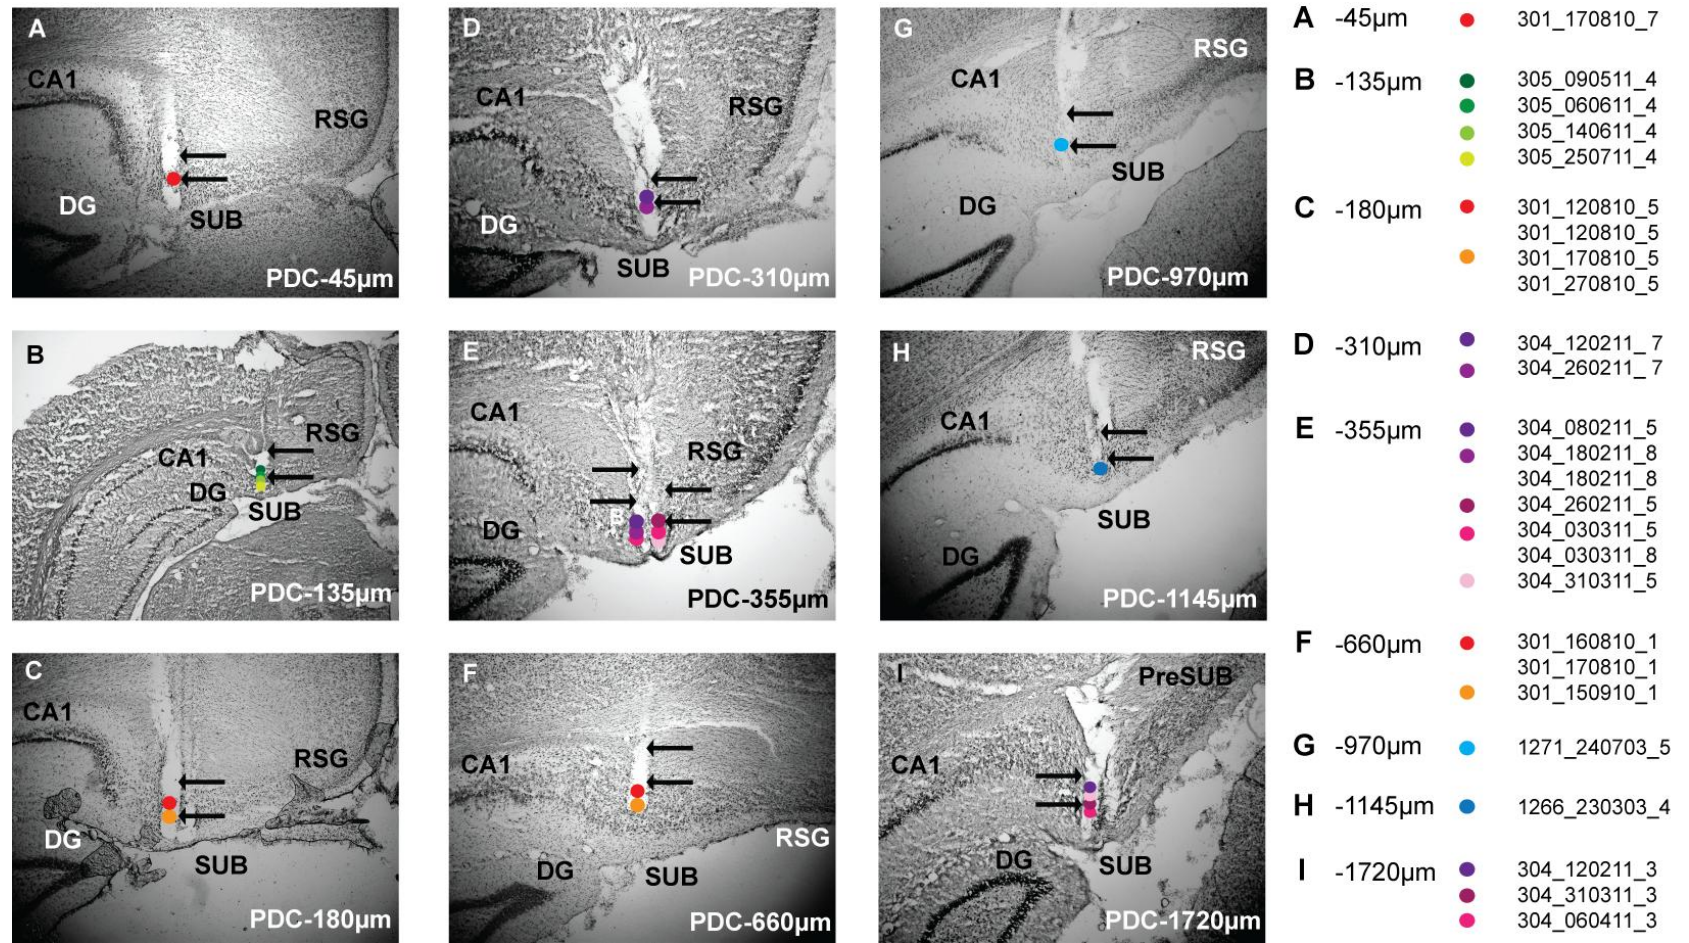 A
CA1
RSG
DG
SUB
PDC-45µm
B
RSG
CA1
DG
SUB
PDC-135µm
C
CA1
RSG
DG
SUB
PDC-180µm
D
CA1
RSG
DG
SUB
PDC-310µm
E
CA1
RSG
DG
SUB
PDC-355µm
F
CA1
RSG
DG
SUB
PDC-660µm
G
RSG
CA1
SUB
DG
PDC-970µm
H
RSG
CA1
SUB
DG
PDC-1145µm
I
PreSUB
CA1
DG
SUB
PDC-1720µm
A -45µm 301_170810_7
B -135µm 305_090511_4
305_060611_4
305_140611_4
305_250711_4
C -180µm 301_120810_5
301_120810_5
301_170810_5
301_270810_5
D -310µm 304_120211_ 7
304_260211_ 7
E -355µm 304_080211_5
304_180211_8
304_180211_8
304_260211_5
304_030311_5
304_030311_8
304_310311_5
F -660µm 301_160810_1
301_170810_1
301_150910_1
G -970µm 1271_240703_5
H -1145µm 1266_230303_4
I -1720µm 304_120211_3
304_310311_3
304_060411_3